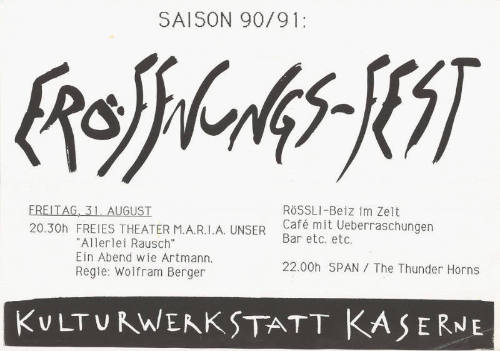 SAISON 90/91:
ERÖFFNUNGS-FEST
FREITAG, 31. AUGUST
20.30h FREIES THEATER M.A.R.I.A. UNSER
"Allerlei Rausch"
Ein Abend wie Artmann.
Regie: Wolfram Berger
RöSSLI-Beiz im Zelt
Café mit Ueberraschungen
Bar etc. etc.
22.00h SPAN / The Thunder Horns
KULTURWERKSTATT KASERNE